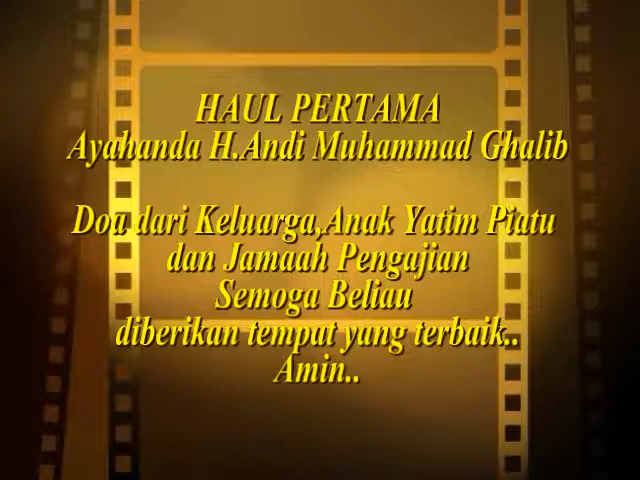 HAUL PERTAMA
Ayahanda H.Andi Muhammad Ghalib
Doa dari Keluarga,Anak Yatim Piatu
dan Jamaah Pengajian
Semoga Beliau
diberikan tempat yang terbaik..
Amin..